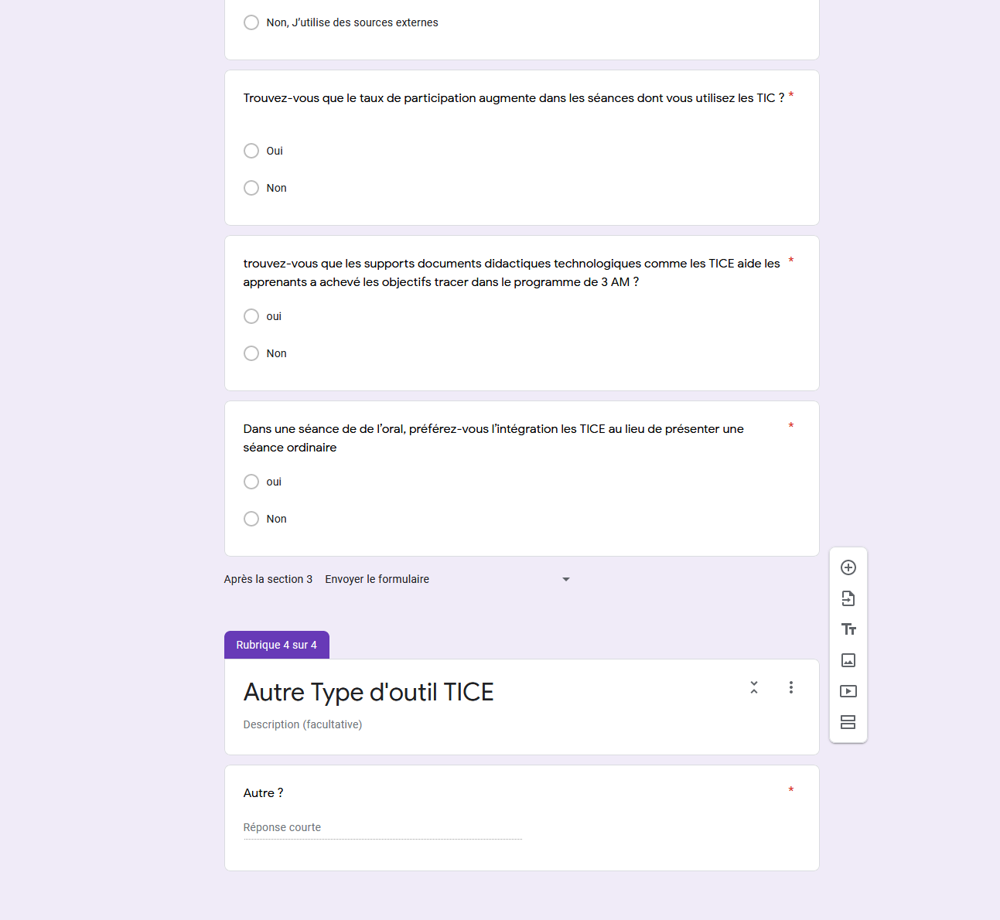 Non, J’utilise des sources externes
Trouvez-vous que le taux de participation augmente dans les séances dont vous utilisez les TIC ? *
Oui
Non
trouvez-vous que les supports documents didactiques technologiques comme les TICE aide les *
apprenants a achevé les objectifs tracer dans le programme de 3 AM ?
oui
Non
Dans une séance de de l’oral, préférez-vous l’intégration les TICE au lieu de présenter une *
séance ordinaire
oui
Non
Après la section 3 Envoyer le formulaire
Rubrique 4 sur 4
Autre Type d'outil TICE
Description (facultative)
Autre ? *
Réponse courte